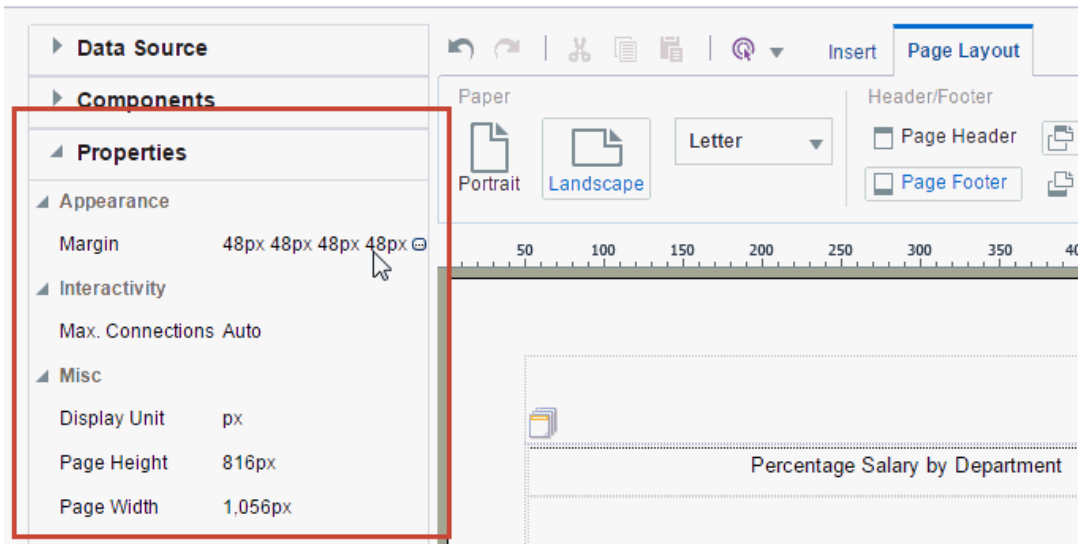 Data Source
Components
Properties
Appearance
Margin 48px 48px 48px 48px
Interactivity
Max. Connections Auto
Misc
Display Unit px
Page Height 816px
Page Width 1,056px
Insert Page Layout
Paper
Portrait Landscape Letter
Header/Footer
Page Header
Page Footer
50 100 150 200 250 300 350
Percentage Salary by Department